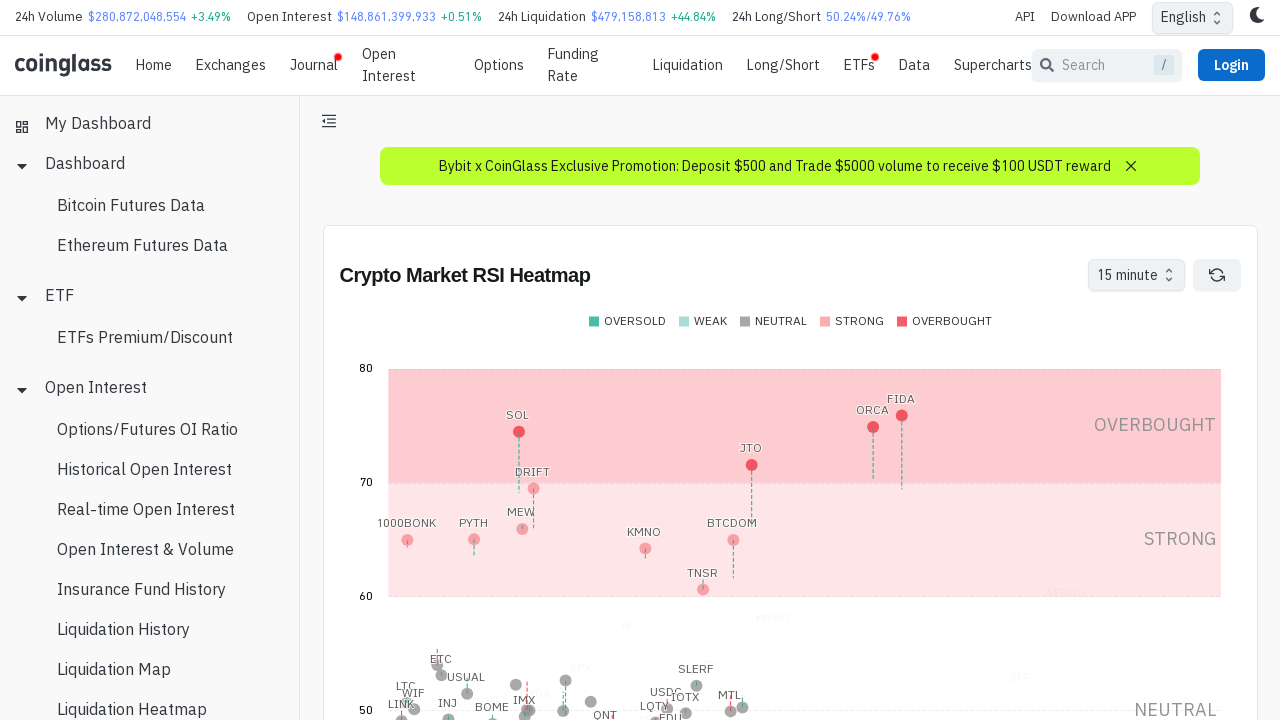 24h Volume $280,872,048,554 +3.49% Open Interest $148,861,399,933 +0.51% 24h Liquidation $479,158,813 +44.84% 24h Long/Short 50.24%/49.76% API Download APP English
coinglass Home Exchanges Journal Open Interest Options Funding Rate Liquidation Long/Short ETFs Data Supercharts Search / Login
My Dashboard
Dashboard
Bitcoin Futures Data
Ethereum Futures Data
ETF
ETFs Premium/Discount
Open Interest
Options/Futures OI Ratio
Historical Open Interest
Real-time Open Interest
Open Interest & Volume
Insurance Fund History
Liquidation History
Liquidation Map
Liquidation Heatmap
Bybit x CoinGlass Exclusive Promotion: Deposit $500 and Trade $5000 volume to receive $100 USDT reward
Crypto Market RSI Heatmap 15 minute
OVERSOLD WEAK NEUTRAL STRONG OVERBOUGHT
80
FIDA
SOL ORCA
OVERBOUGHT
JTO
DRIFT
70
MEW
1000BONK PYTH BTCDOM
KMNO
STRONG
TNSR
60
ETC
SLERF
USUAL
LTC
WIF USDC
LINK INJ BOME IMX LQTY IOTX MTL
50 QNT EDU
NEUTRAL